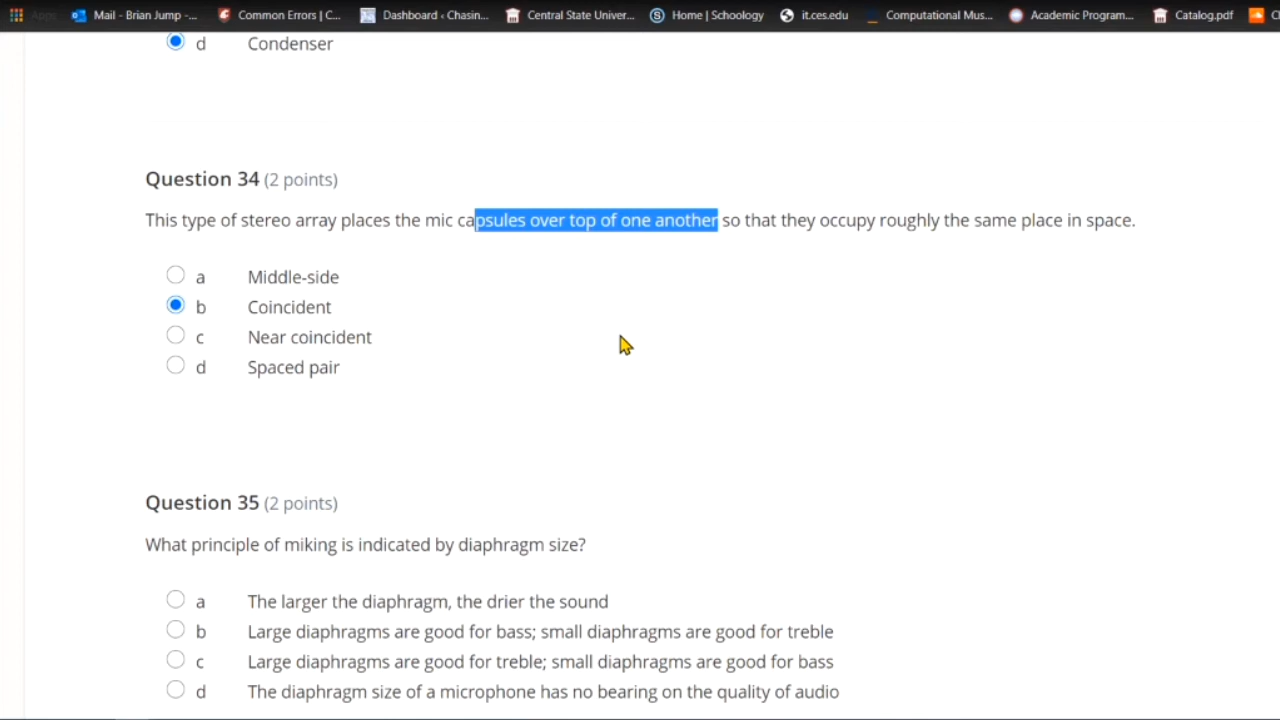 Apps Mail - Brian Jump -... Common Errors | C... Dashboard ‹ Chasin... Central State Univer... Home | Schoology it.ces.edu Computational Mus... Academic Program... Catalog.pdf
d Condenser
Question 34 (2 points)
This type of stereo array places the mic capsules over top of one another so that they occupy roughly the same place in space.
a Middle-side
b Coincident
c Near coincident
d Spaced pair
Question 35 (2 points)
What principle of miking is indicated by diaphragm size?
a The larger the diaphragm, the drier the sound
b Large diaphragms are good for bass; small diaphragms are good for treble
c Large diaphragms are good for treble; small diaphragms are good for bass
d The diaphragm size of a microphone has no bearing on the quality of audio